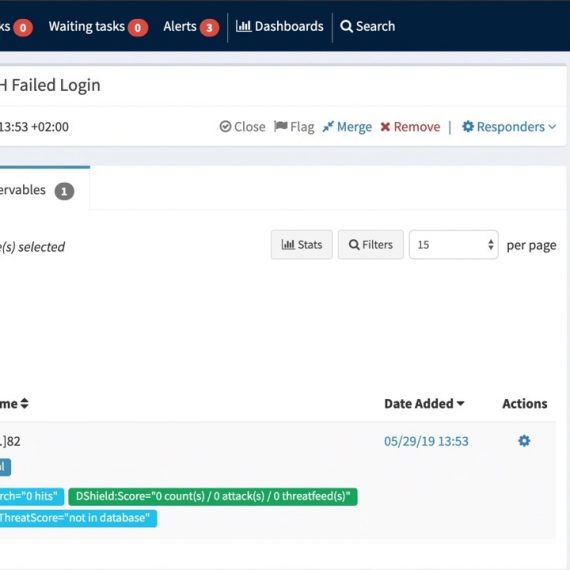 ks 0 Waiting tasks 0 Alerts 3 Dashboards Search
H Failed Login
13:53 +02:00 Close Flag Merge Remove | Responders
ervables 1
e(s) selected Stats Filters 15 per page
me Date Added Actions
.]82 05/29/19 13:53
l
rch="0 hits" DShield:Score="0 count(s) / 0 attack(s) / 0 threatfeed(s)"
ThreatScore="not in database"